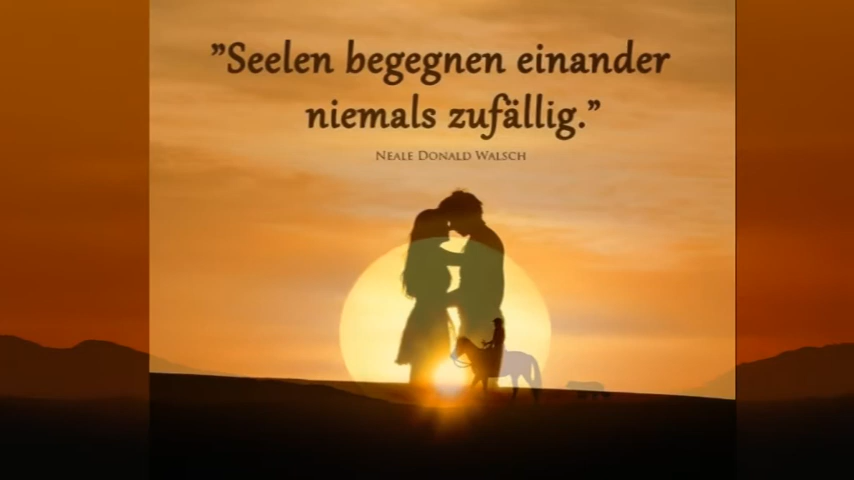 ”Seelen begegnen einander
niemals zufällig.”
Neale Donald Walsch